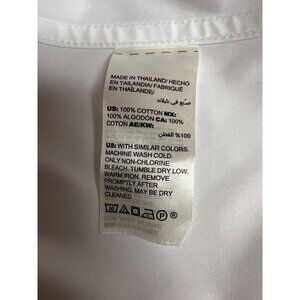 MADE IN THAILAND/ HECHO
EN TAILANDIA/ FABRIQUÉ
EN THAÏLANDE/
صنع في تايلاند
US: 100% COTTON MX:
100% ALGODON CA: 100%
COTON AE/KW:
100% القطن
US: WITH SIMILAR COLORS.
MACHINE WASH COLD.
ONLY NON-CHLORINE
BLEACH. TUMBLE DRY LOW.
WARM IRON. REMOVE
PROMPTLY AFTER
WASHING. MAY BE DRY
CLEANED
P ®